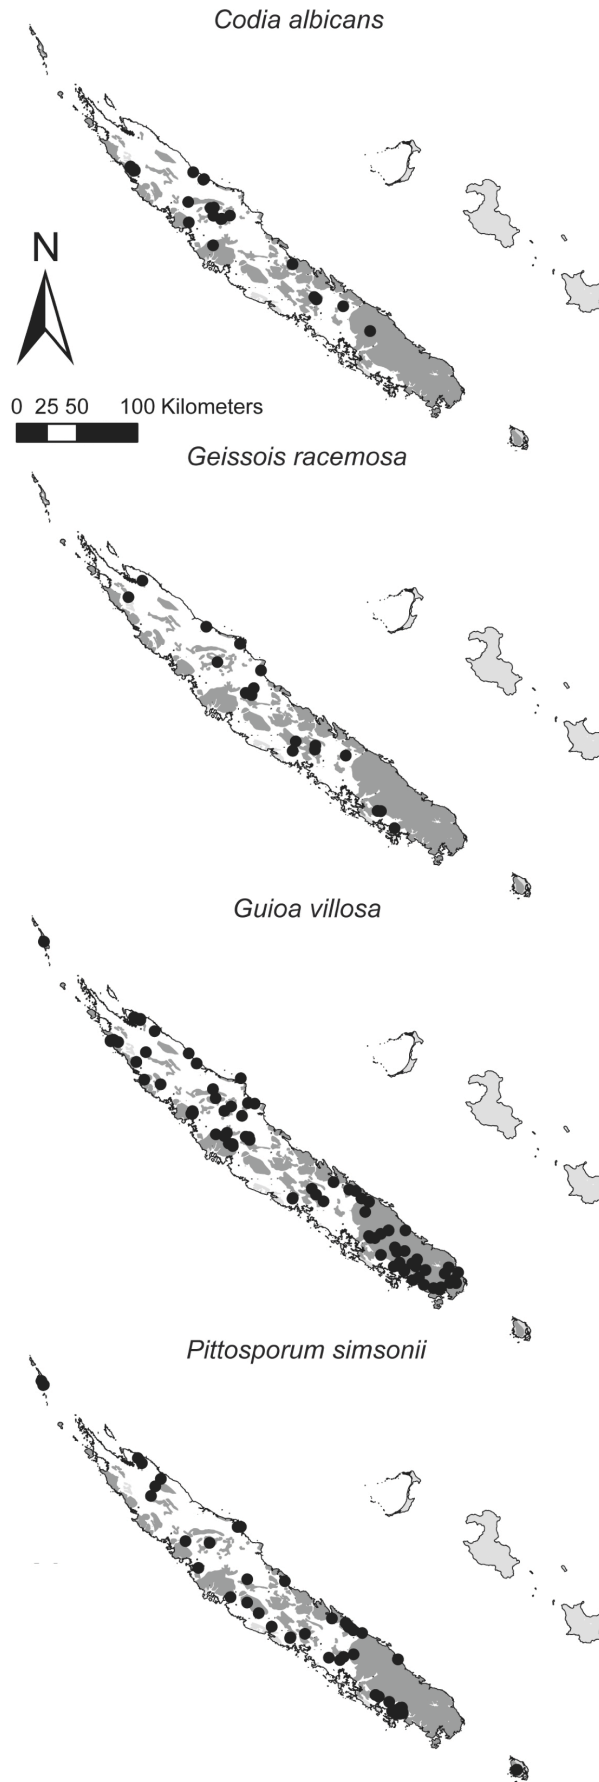 Codia albicans
N
0 25 50 100 Kilometers
Geissois racemosa
Guioa villosa
Pittosporum simsonii